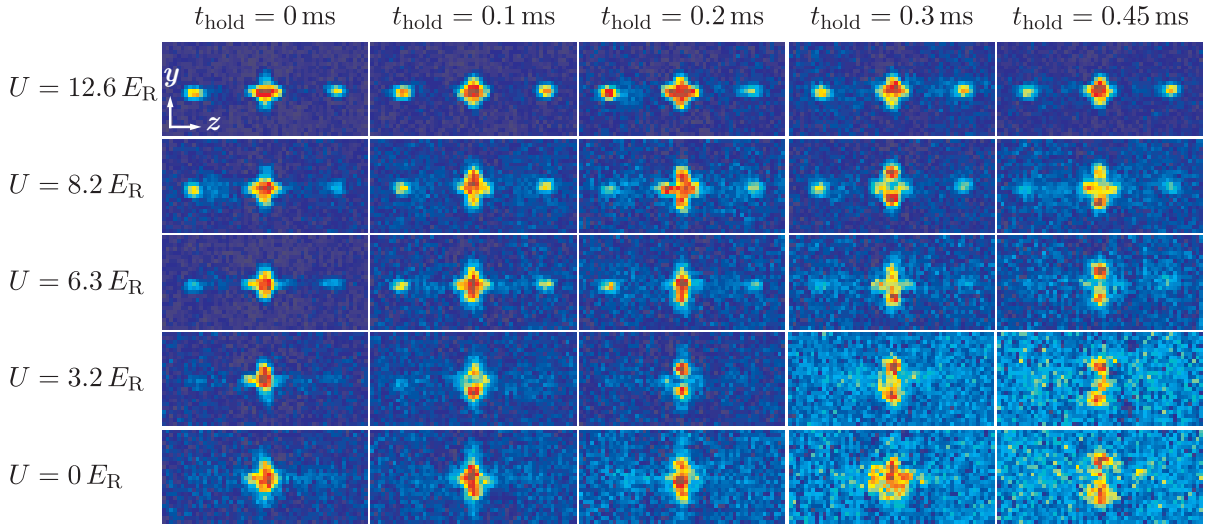 t_hold = 0 ms t_hold = 0.1 ms t_hold = 0.2 ms t_hold = 0.3 ms t_hold = 0.45 ms
U = 12.6 E_R
y
z
U = 8.2 E_R
U = 6.3 E_R
U = 3.2 E_R
U = 0 E_R